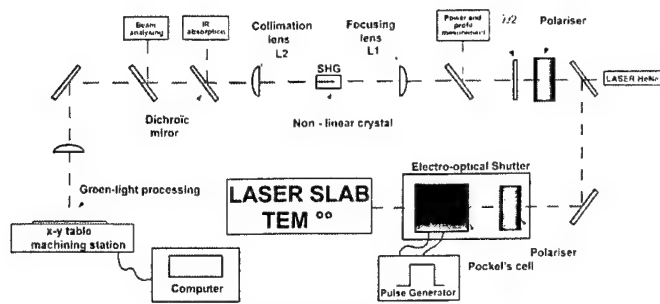 Beam
analysing
IR
absorption
Collimation
lens
L2
Focusing
lens
L1
Power and
profil measurement
λ/2
Polariser
SHG
LASER HeNe
Dichroïc
miror
Non - linear crystal
Green-light processing
x-y table
machining station
Computer
LASER SLAB
TEM °°
Electro-optical Shutter
Polariser
Pockel's cell
Pulse Generator